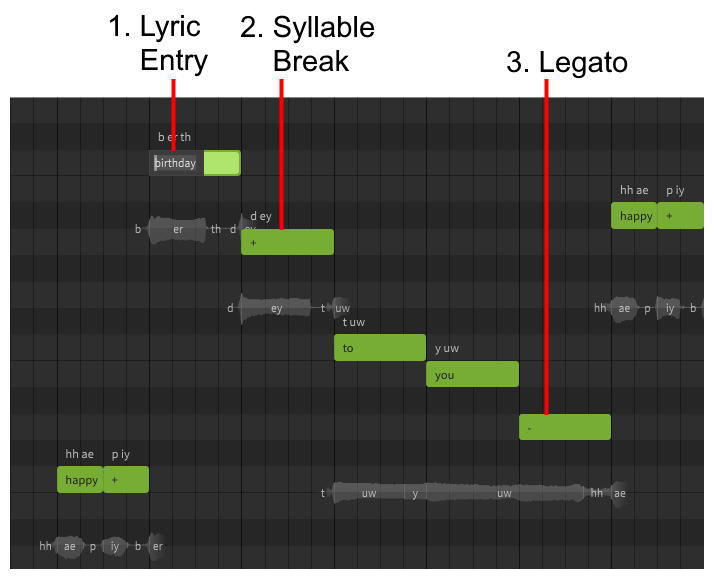 1. Lyric
Entry
2. Syllable
Break
3. Legato
b er th
birthday
hh ae p iy
happy +
b er th d ey
d ey
+
d ey t uw
hh ae p iy b
t uw
to
y uw
you
-
hh ae p iy
happy +
t uw y uw hh ae
hh ae p iy b er